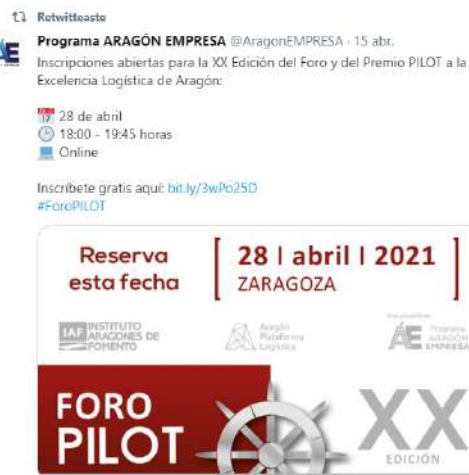 Retwitteaste
Programa ARAGÓN EMPRESA @AragonEMPRESA · 15 abr.
Inscripciones abiertas para la XX Edición del Foro y del Premio PILOT a la
Excelencia Logística de Aragón:
28 de abril
18:00 - 19:45 horas
Online
Inscríbete gratis aquí: bit.ly/3wPo25D
#ForoPILOT
Reserva
esta fecha
28 | abril | 2021
ZARAGOZA
IAF INSTITUTO
ARAGONÉS DE
FOMENTO
Aragón
Plataforma
Logística
Programa
ARAGÓN
EMPRESA
FORO
PILOT
XX
EDICIÓN